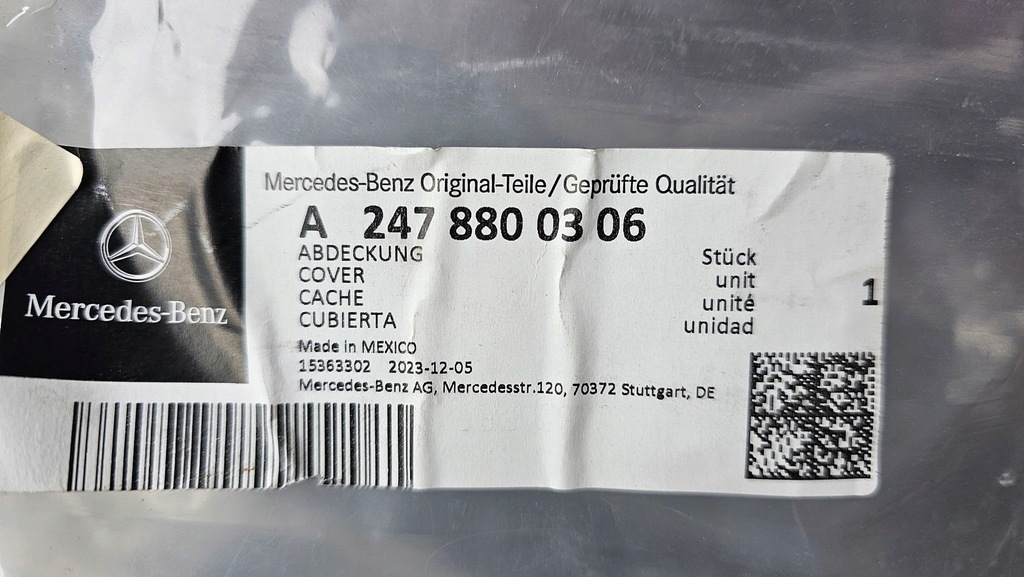 Mercedes-Benz
Mercedes-Benz Original-Teile/Geprüfte Qualität
A 247 880 03 06
ABDECKUNG
COVER
CACHE
CUBIERTA
Stück
unit
unité
unidad
1
Made in MEXICO
15363302 2023-12-05
Mercedes-Benz AG, Mercedesstr.120, 70372 Stuttgart, DE